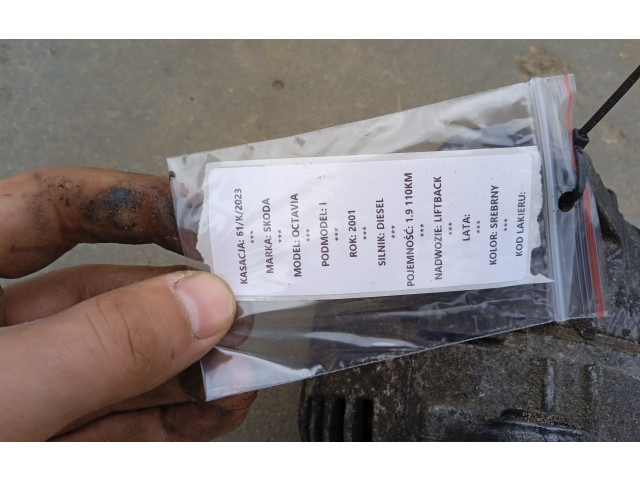 KASACJA: 61/K/2023
***
MARKA: SKODA
***
MODEL: OCTAVIA
***
PODMODEL: I
***
ROK: 2001
***
SILNIK: DIESEL
***
POJEMNOŚĆ: 1.9 110KM
***
NADWOZIE: LIFTBACK
***
LATA:
***
KOLOR: SREBRNY
***
KOD LAKIERU: